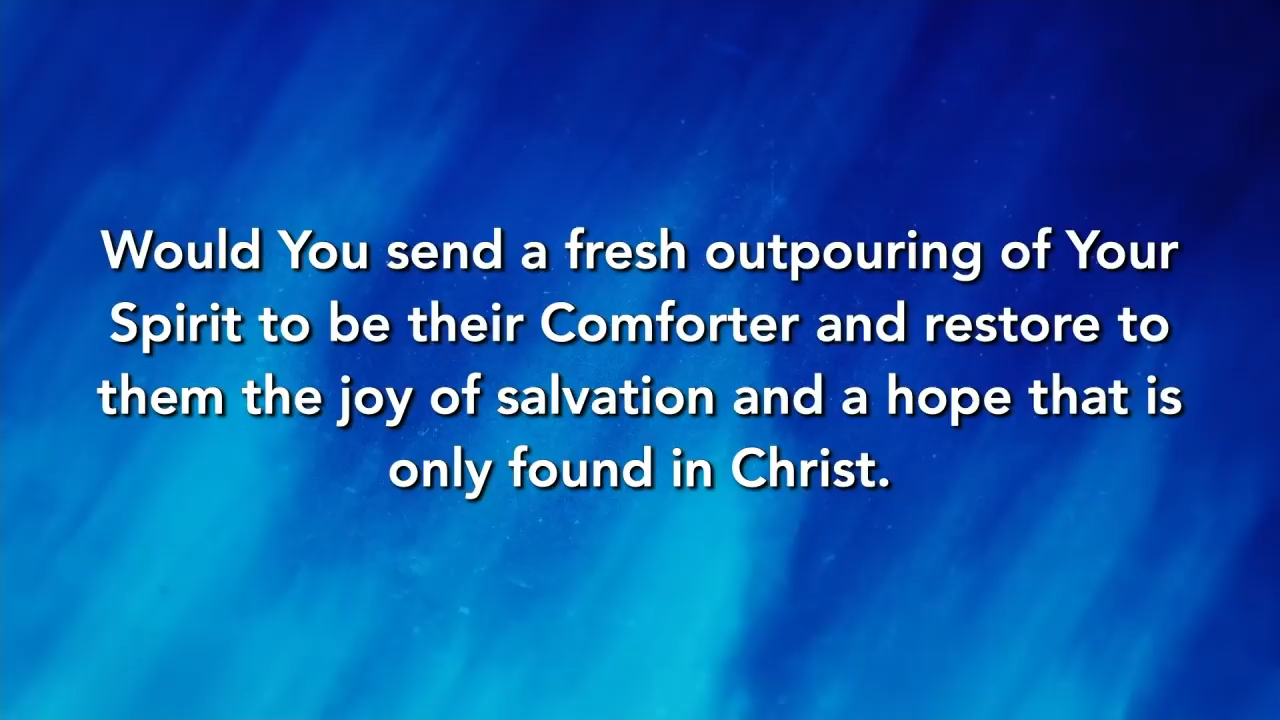 Would You send a fresh outpouring of Your
Spirit to be their Comforter and restore to
them the joy of salvation and a hope that is
only found in Christ.